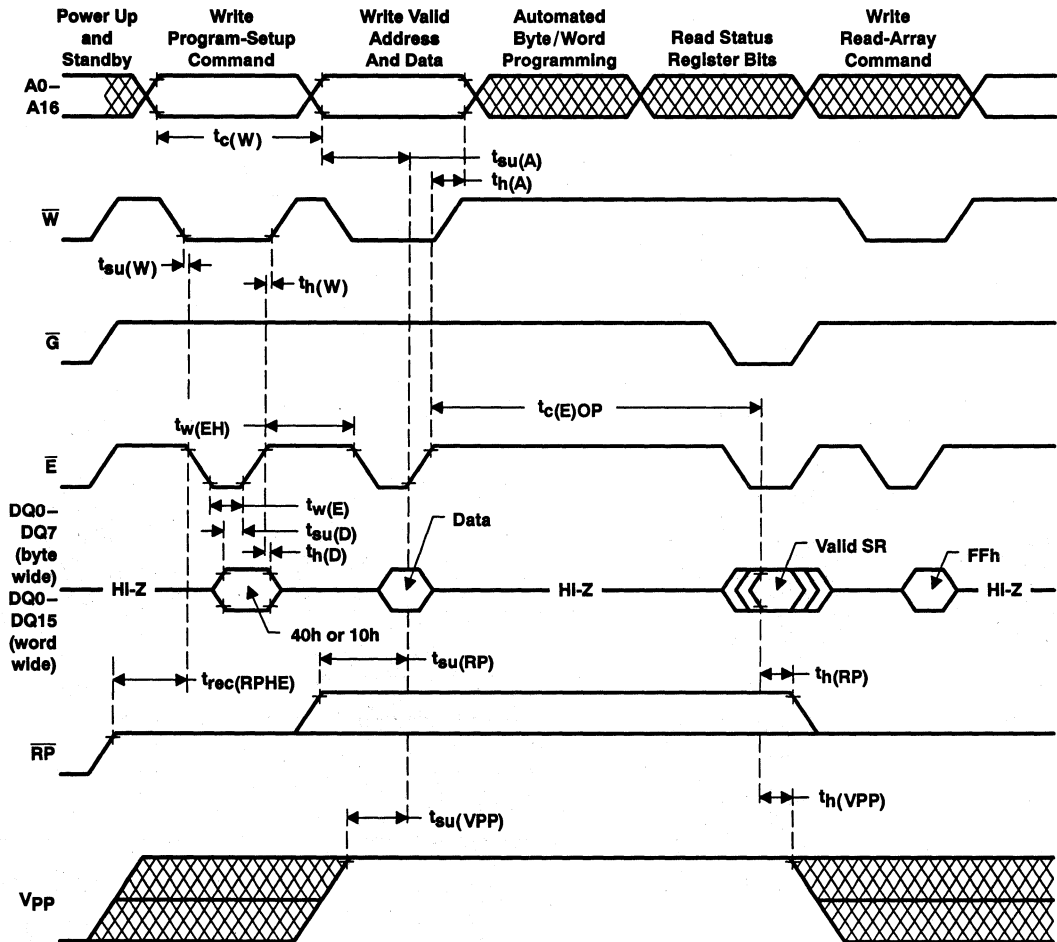 Power Up
and
Standby
Write
Program-Setup
Command
Write Valid
Address
And Data
Automated
Byte/Word
Programming
Read Status
Register Bits
Write
Read-Array
Command
A0–
A16
tc(W)
tsu(A)
th(A)
W
tsu(W)
th(W)
G
tc(E)OP
tw(EH)
E
DQ0–
DQ7
(byte
wide)
DQ0–
DQ15
(word
wide)
tw(E)
tsu(D)
th(D)
Data
Valid SR
FFh
HI-Z
HI-Z
HI-Z
40h or 10h
tsu(RP)
trec(RPHE)
th(RP)
RP
th(VPP)
tsu(VPP)
VPP